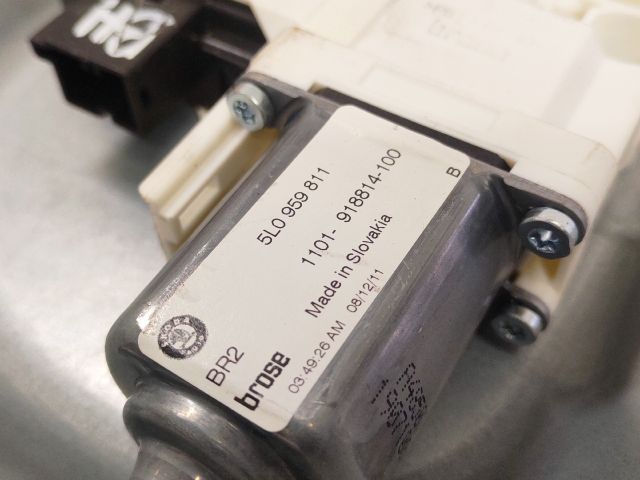 5L0 959 811
1101- 918814-100
Made in Slovakia
B
BR2
brose
03:49:26 AM 08/12/11